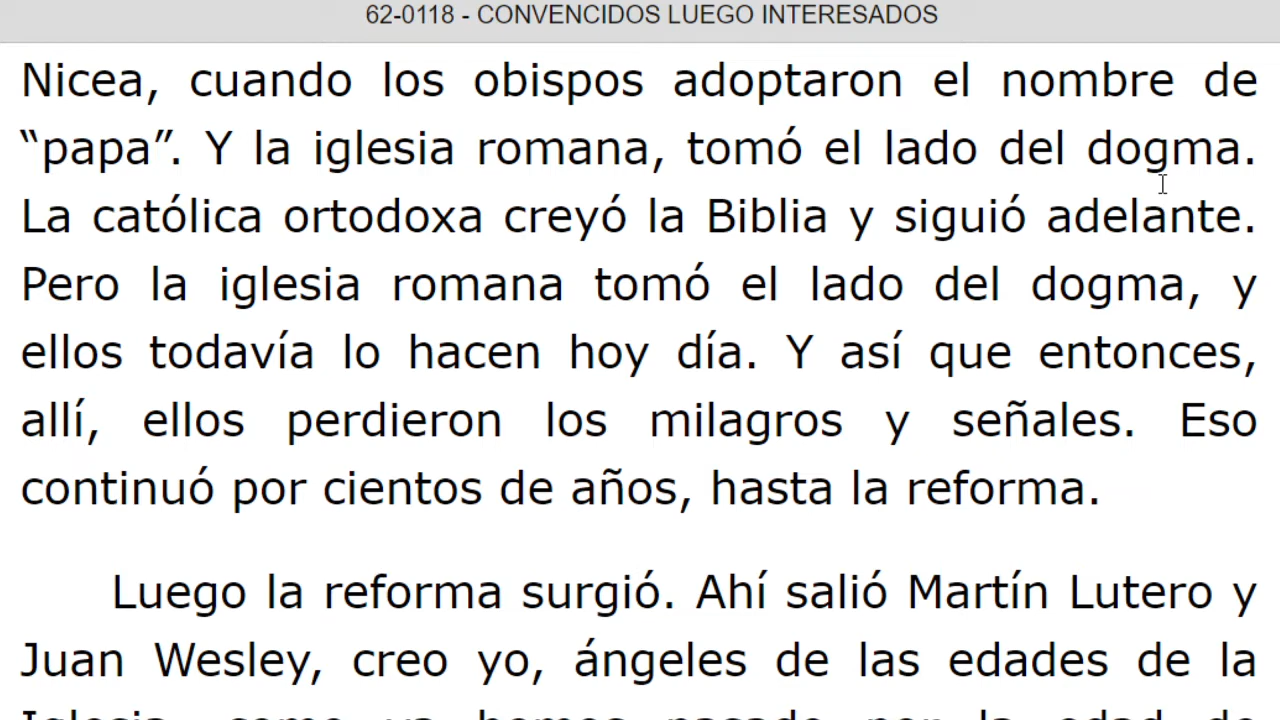 62-0118 - CONVENCIDOS LUEGO INTERESADOS
Nicea, cuando los obispos adoptaron el nombre de
“papa”. Y la iglesia romana, tomó el lado del dogma.
La católica ortodoxa creyó la Biblia y siguió adelante.
Pero la iglesia romana tomó el lado del dogma, y
ellos todavía lo hacen hoy día. Y así que entonces,
allí, ellos perdieron los milagros y señales. Eso
continuó por cientos de años, hasta la reforma.
Luego la reforma surgió. Ahí salió Martín Lutero y
Juan Wesley, creo yo, ángeles de las edades de la